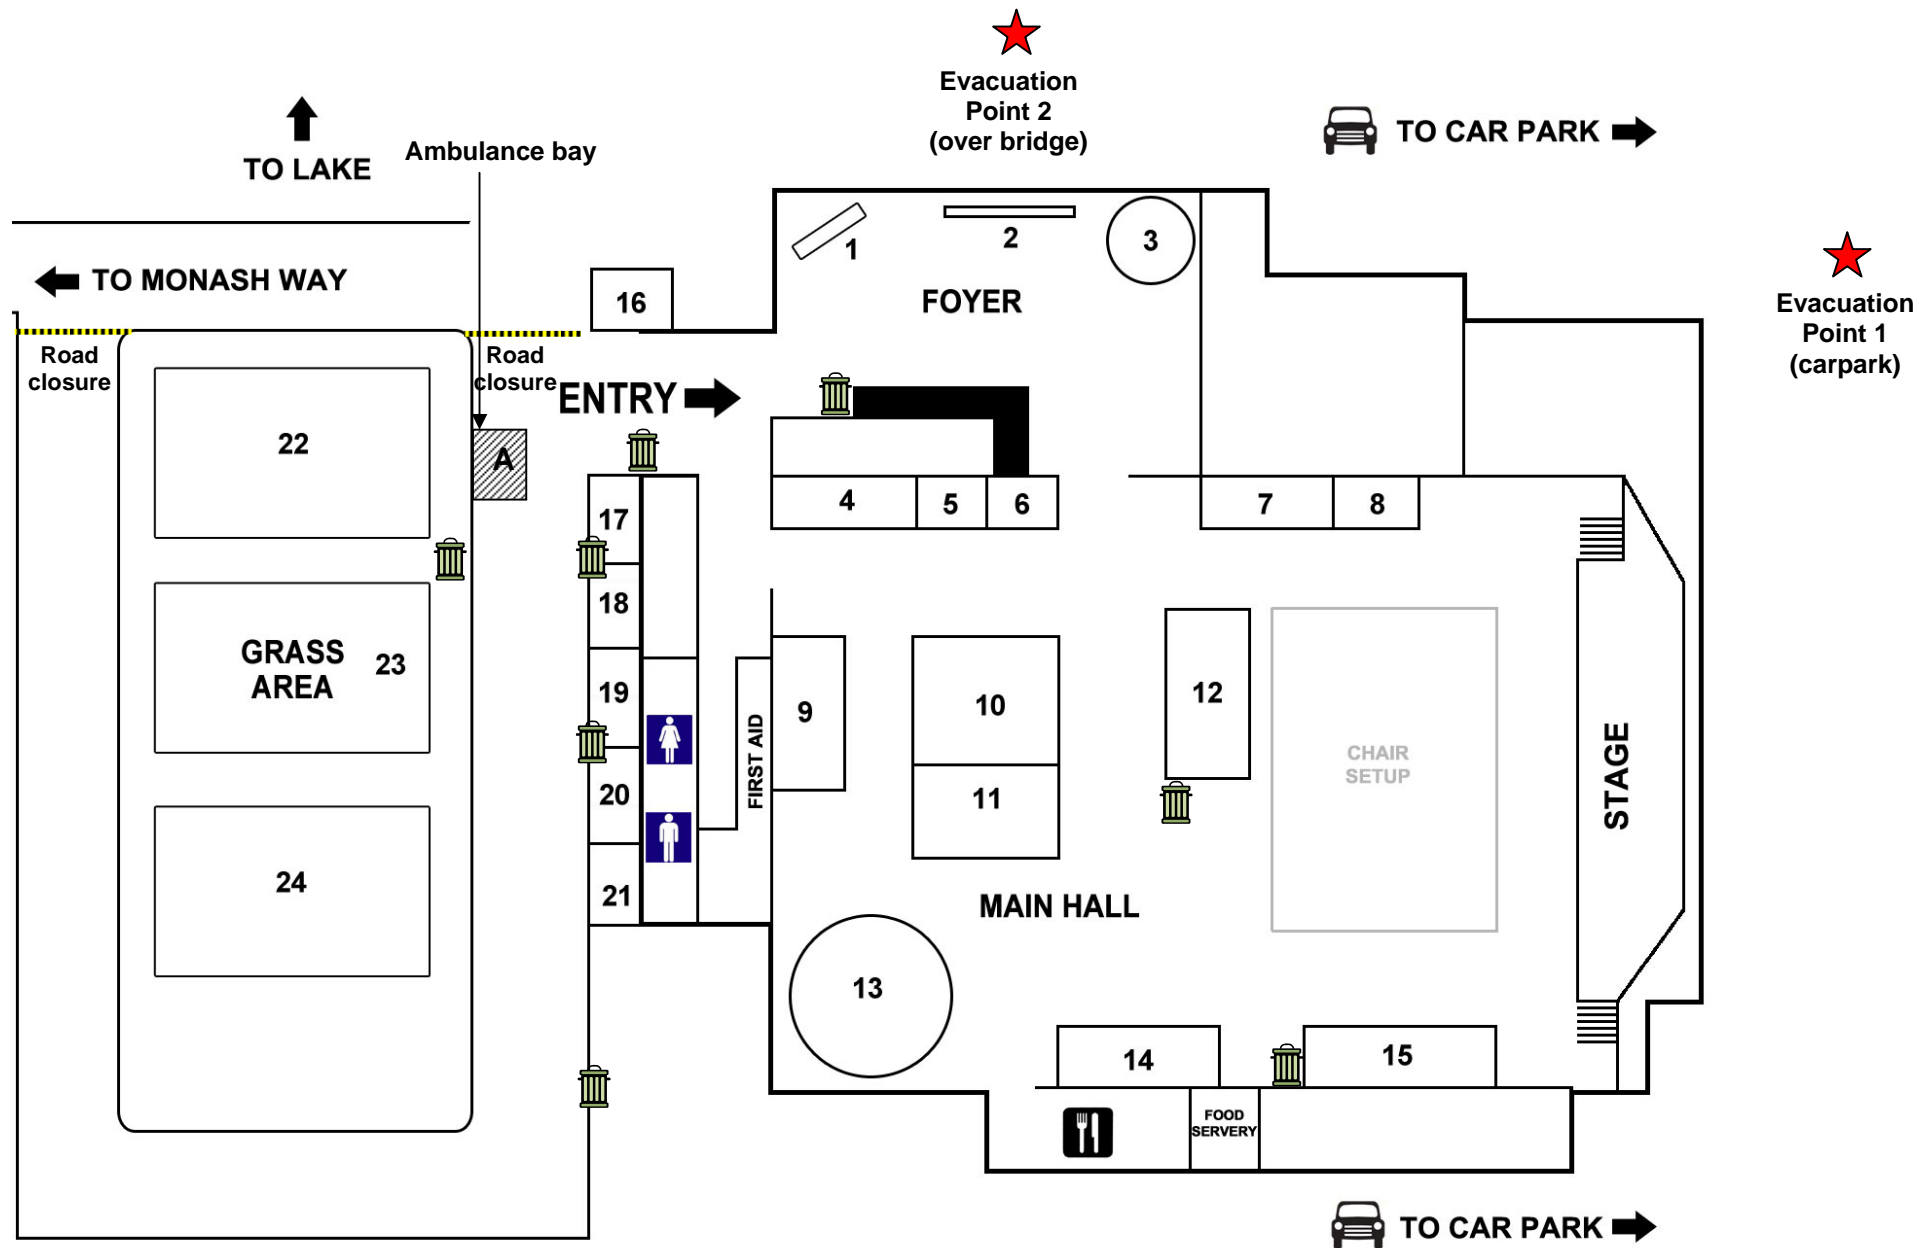 Evacuation
Point 2
(over bridge)
TO CAR PARK
Ambulance bay
TO LAKE
1
2
3
TO MONASH WAY
16
FOYER
Evacuation
Point 1
(carpark)
Road
closure
Road
closure
ENTRY
22
A
4
5
6
7
8
17
18
GRASS
AREA
23
19
9
10
12
FIRST AID
CHAIR
SETUP
STAGE
20
11
24
21
MAIN HALL
13
14
15
FOOD
SERVERY
TO CAR PARK